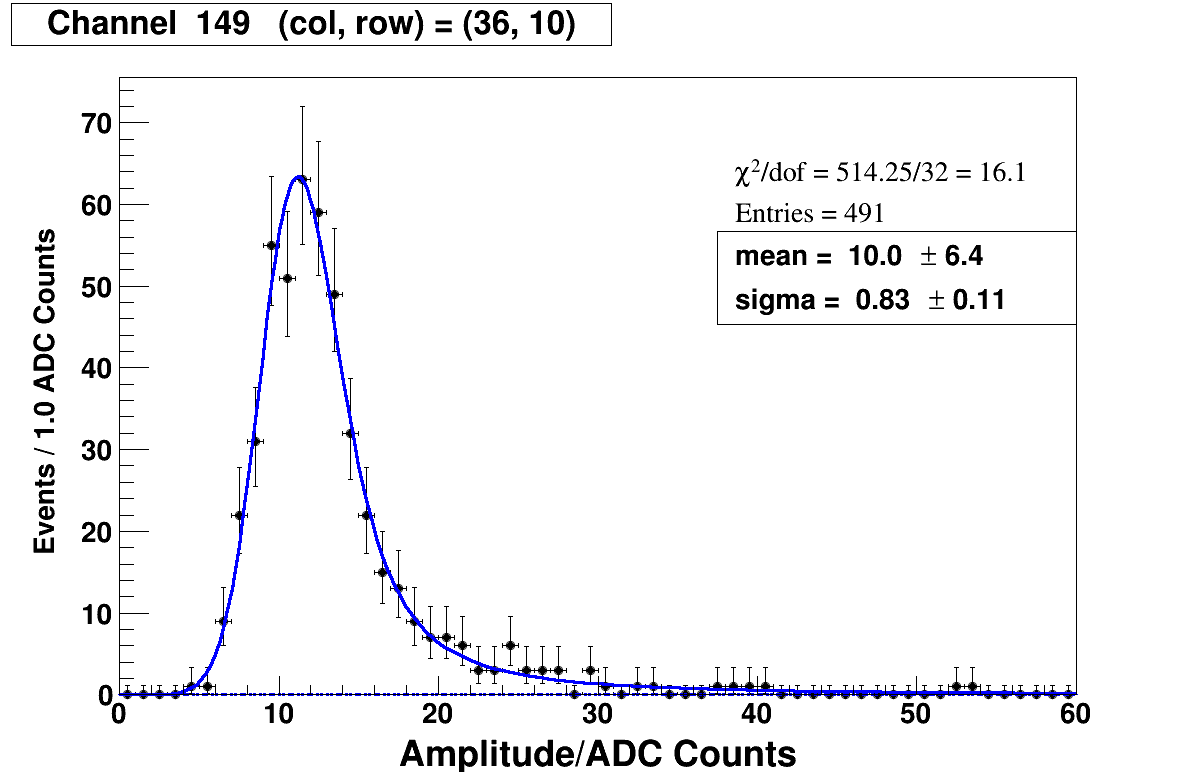 Channel 149 (col, row) = (36, 10)
70
60
50
40
30
20
10
0
Events / 1.0 ADC Counts
χ²/dof = 514.25/32 = 16.1
Entries = 491
mean = 10.0 ± 6.4
sigma = 0.83 ± 0.11
0 10 20 30 40 50 60
Amplitude/ADC Counts